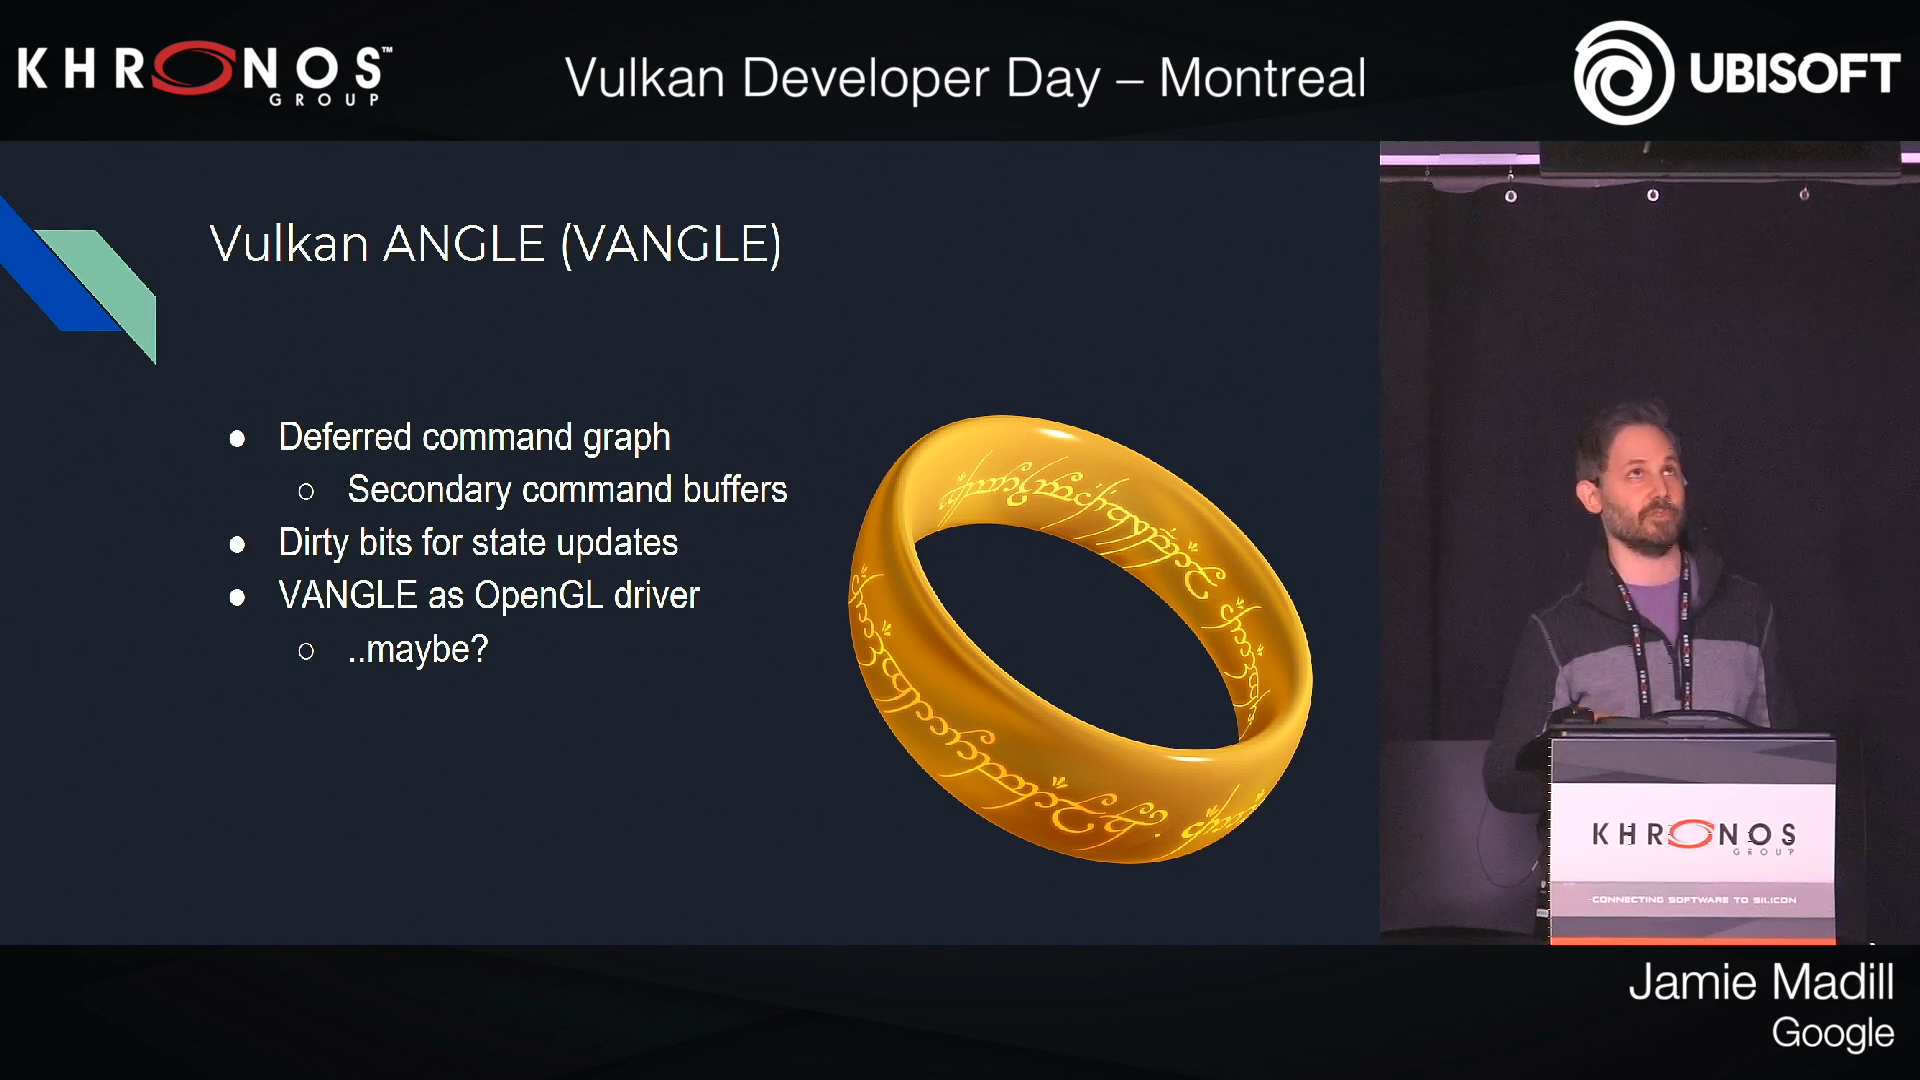 KHRONOS™
GROUP
Vulkan Developer Day – Montreal
UBISOFT
Vulkan ANGLE (VANGLE)
● Deferred command graph
○ Secondary command buffers
● Dirty bits for state updates
● VANGLE as OpenGL driver
○ ..maybe?
KHRONOS
GROUP
CONNECTING SOFTWARE TO SILICON
Jamie Madill
Google